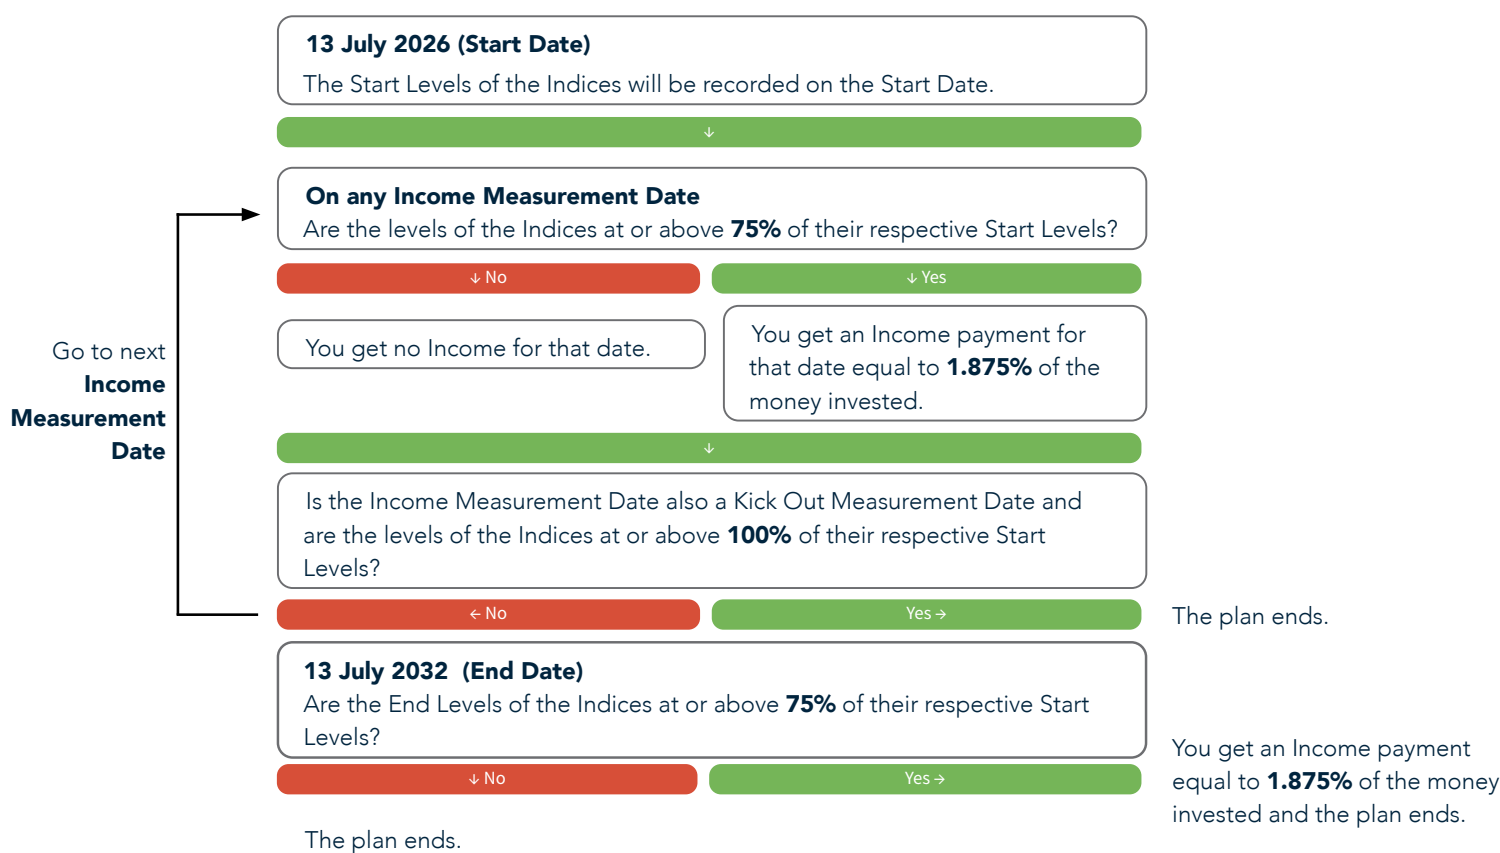 13 July 2026 (Start Date)
The Start Levels of the Indices will be recorded on the Start Date.
↓
On any Income Measurement Date
Are the levels of the Indices at or above 75% of their respective Start Levels?
↓ No
↓ Yes
You get no Income for that date.
You get an Income payment for
that date equal to 1.875% of the
money invested.
Go to next
Income
Measurement
Date
↓
Is the Income Measurement Date also a Kick Out Measurement Date and
are the levels of the Indices at or above 100% of their respective Start
Levels?
← No
Yes →
The plan ends.
13 July 2032 (End Date)
Are the End Levels of the Indices at or above 75% of their respective Start
Levels?
↓ No
Yes →
You get an Income payment
equal to 1.875% of the money
invested and the plan ends.
The plan ends.